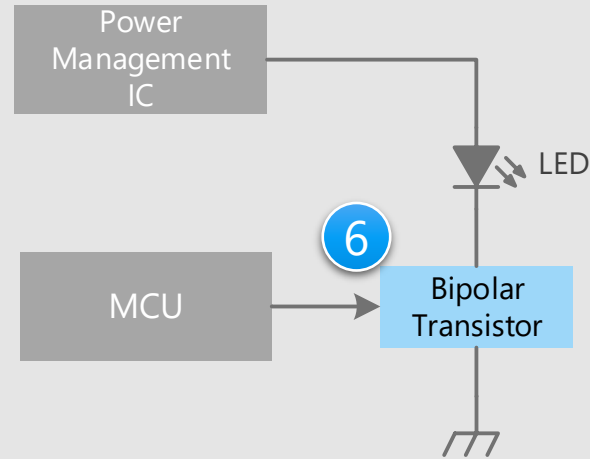 Power
Management
IC
LED
6
MCU
Bipolar
Transistor